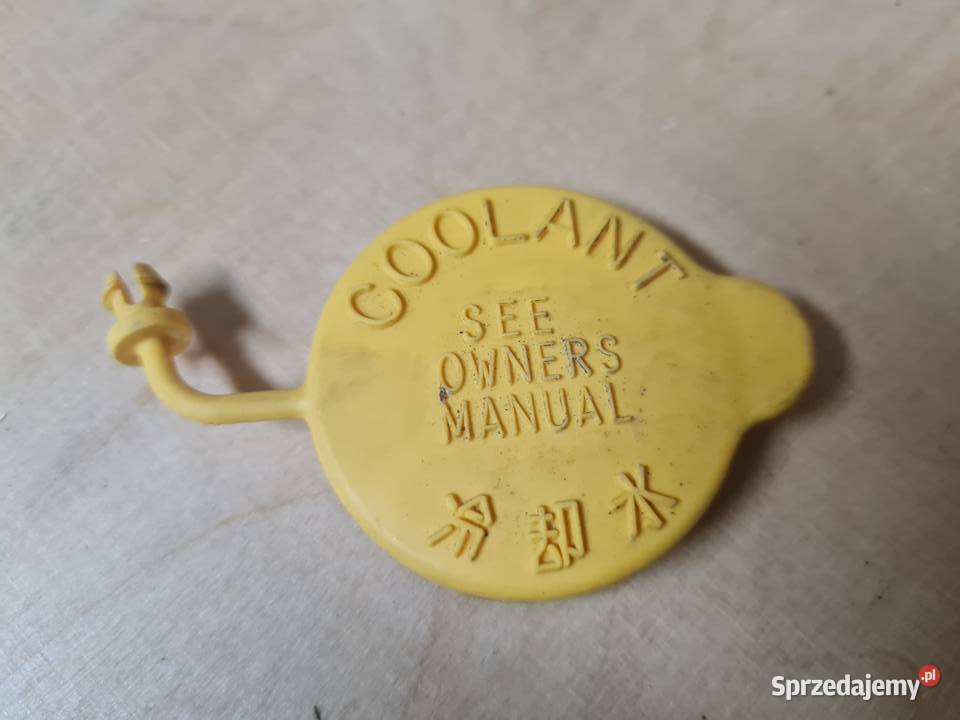 COOLANT
SEE
OWNERS
MANUAL
冷却水
Sprzedajemy.pl